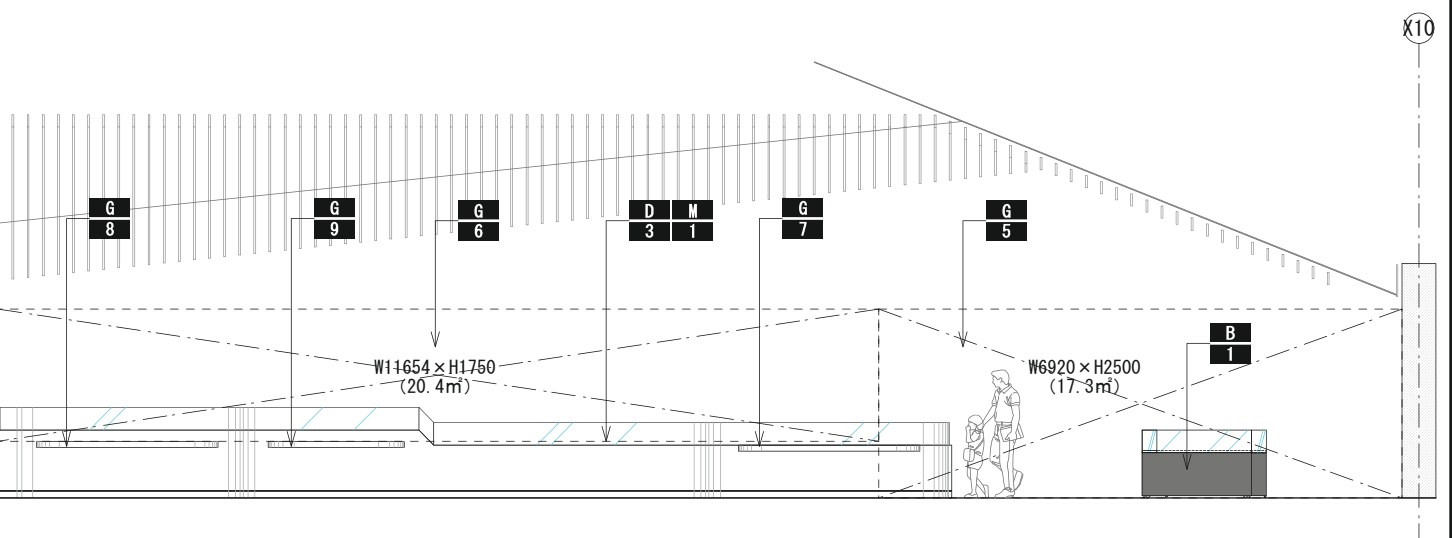 X10
G
8
G
9
G
6
D M
3 1
G
7
G
5
B
1
W11654×H1750
(20.4㎡)
W6920×H2500
(17.3㎡)